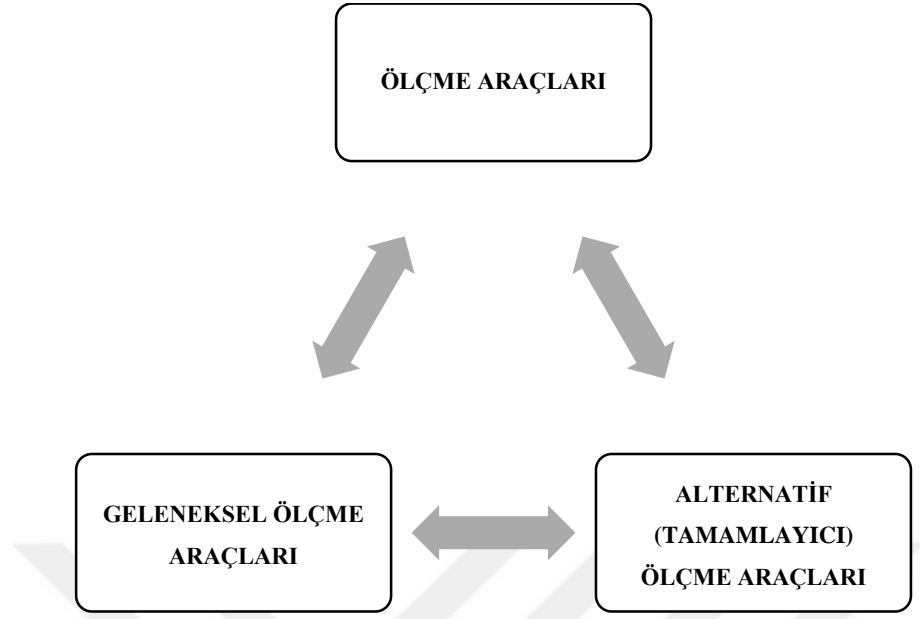 ÖLÇME ARAÇLARI
GELENEKSEL ÖLÇME
ARAÇLARI
ALTERNATİF
(TAMAMLAYICI)
ÖLÇME ARAÇLARI